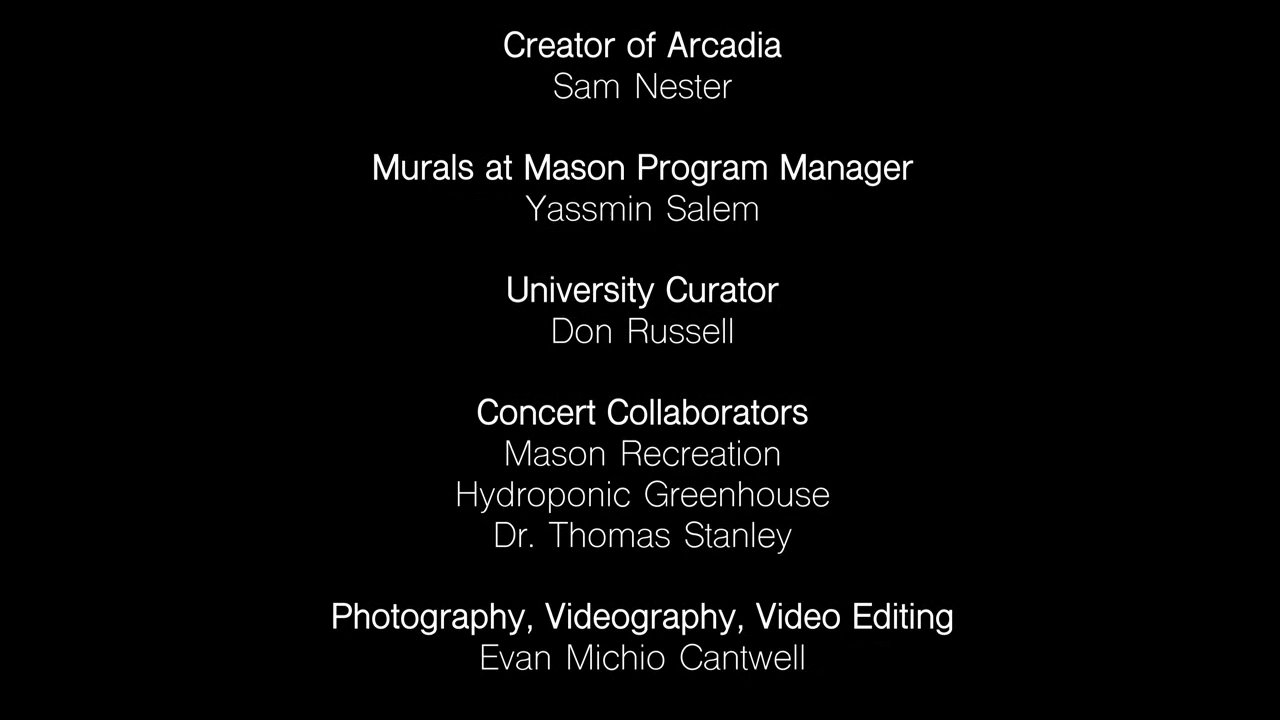 Creator of Arcadia
Sam Nester
Murals at Mason Program Manager
Yassmin Salem
University Curator
Don Russell
Concert Collaborators
Mason Recreation
Hydroponic Greenhouse
Dr. Thomas Stanley
Photography, Videography, Video Editing
Evan Michio Cantwell